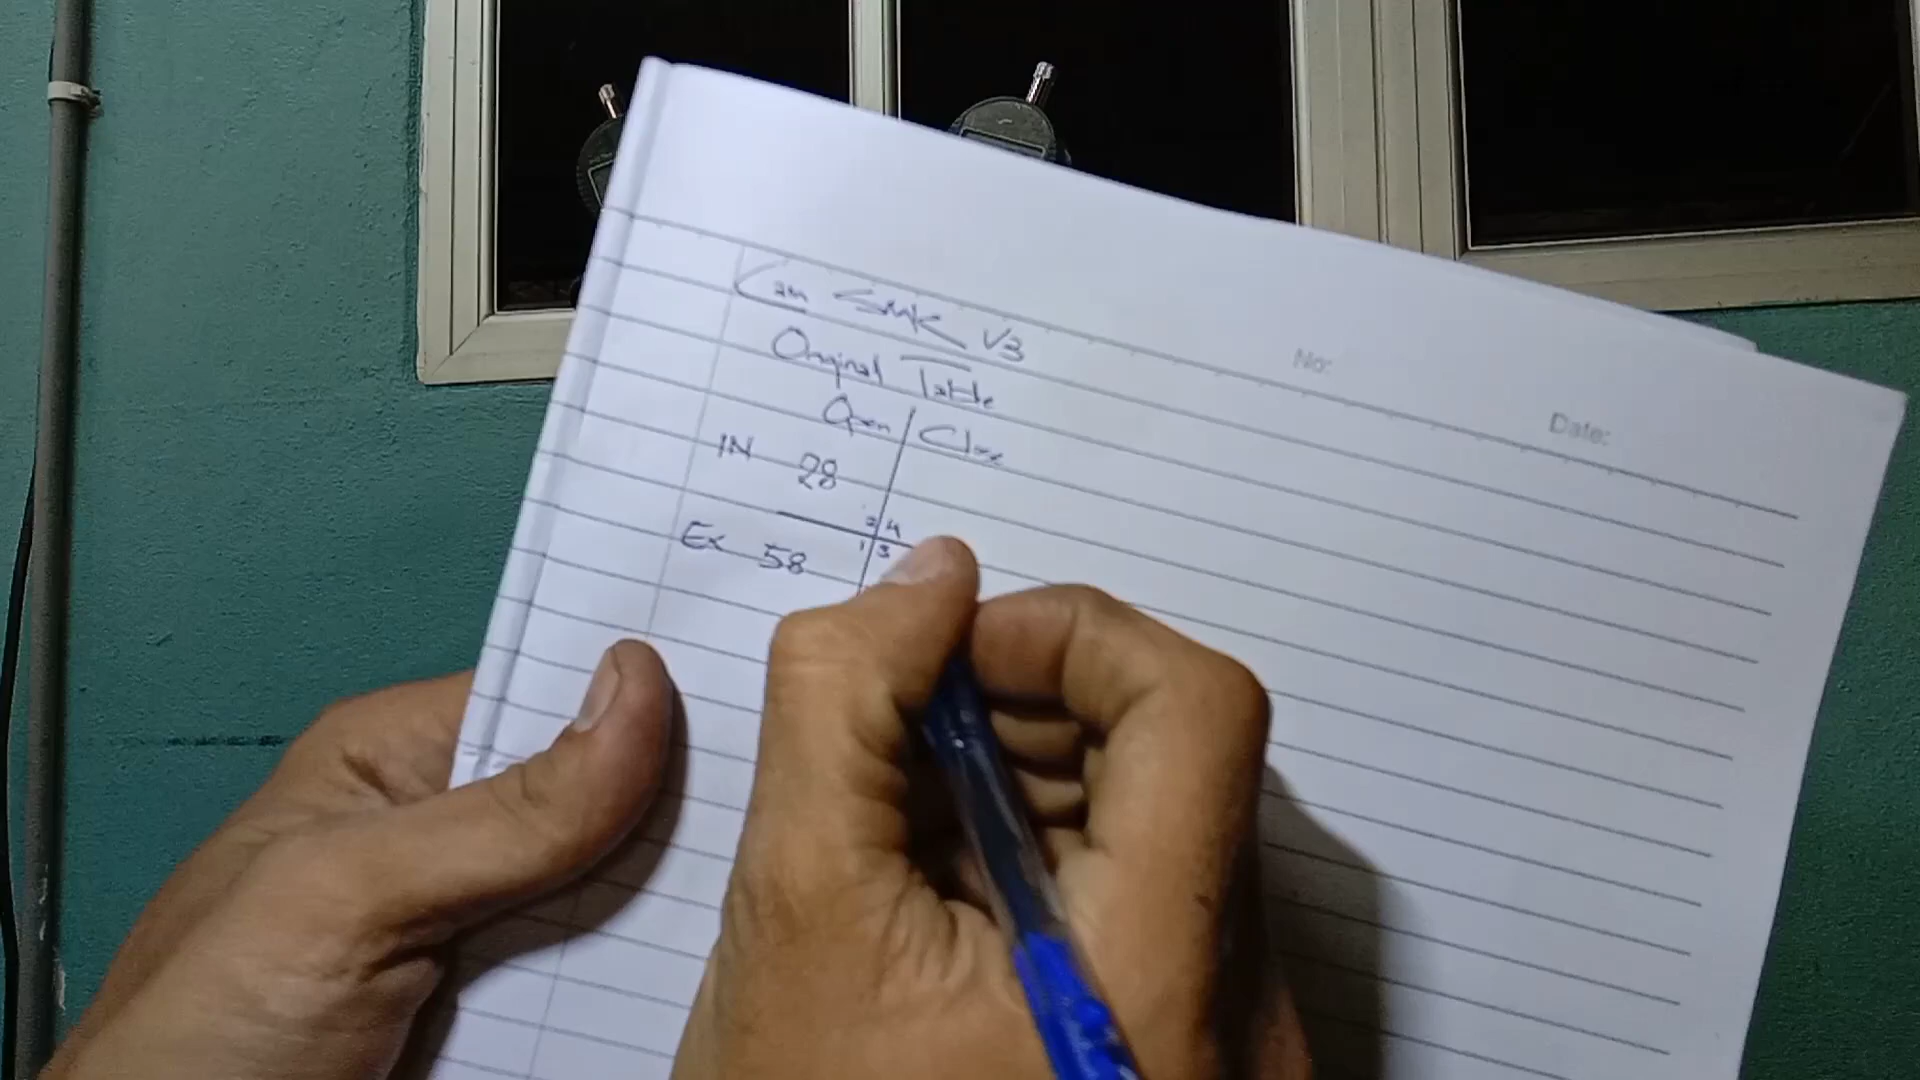 Cam SMK V3
No:
Date:
Original Table
Open Close
IN 28
2 4
Ex 58
1 3